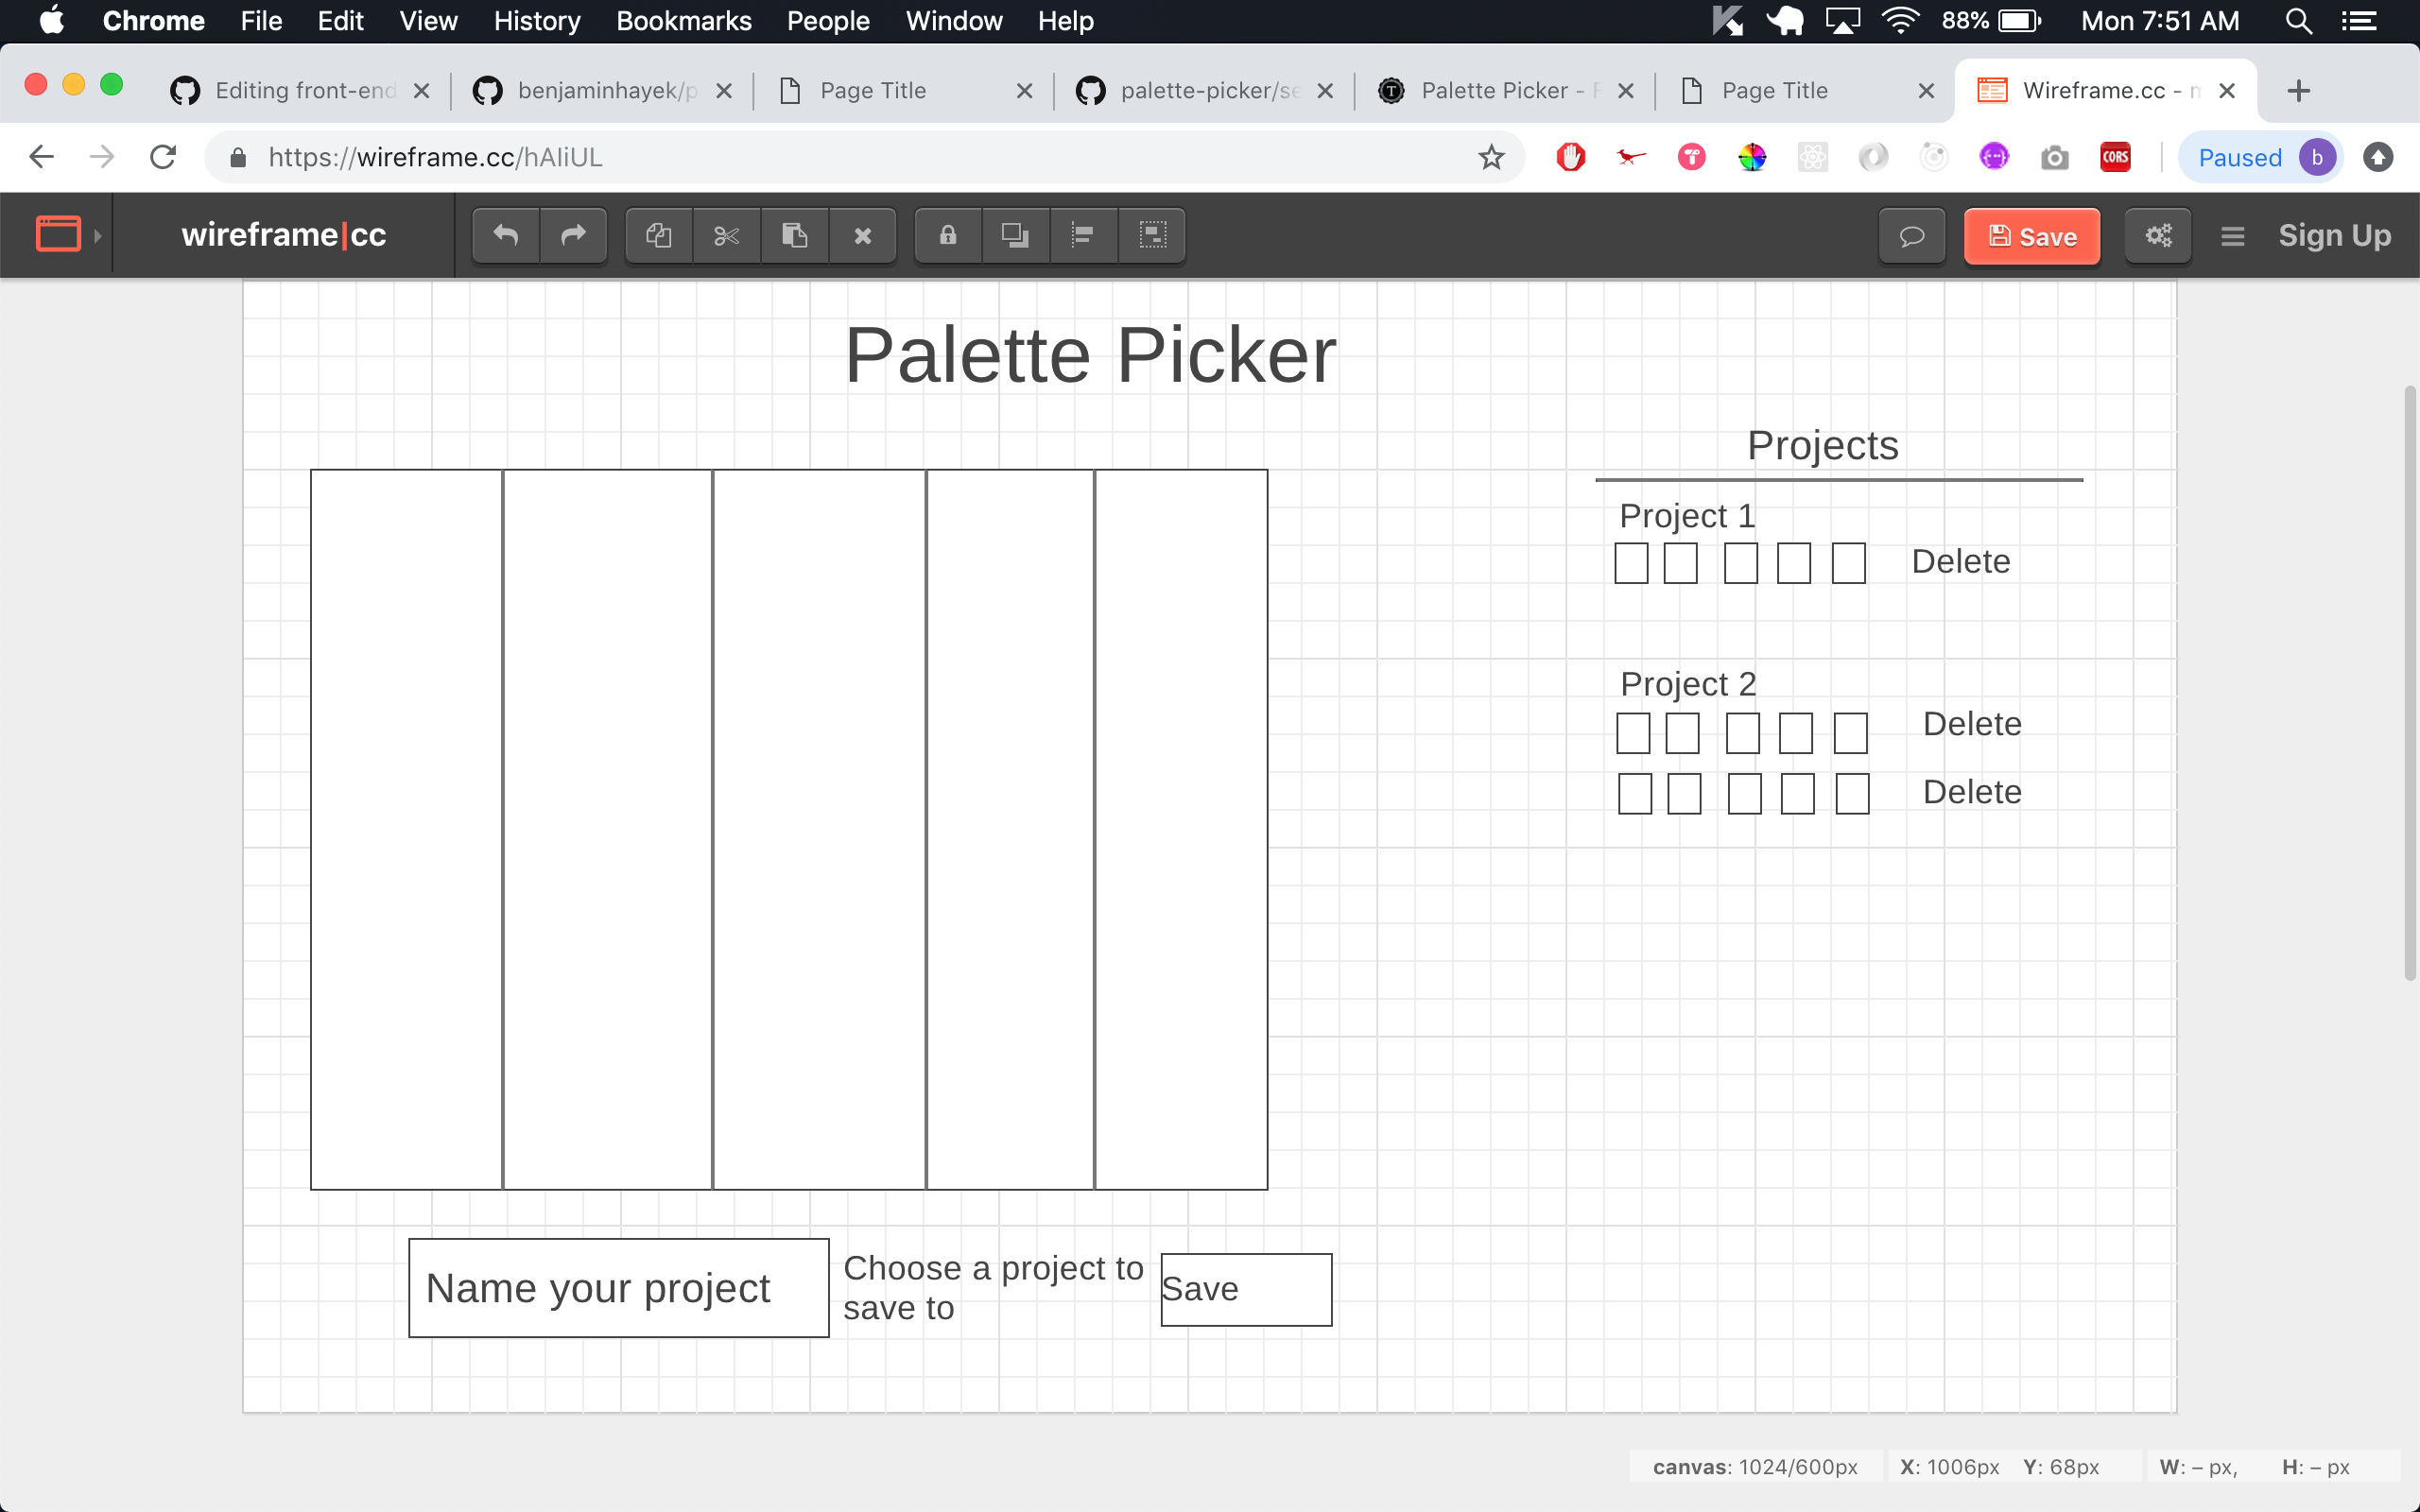 Chrome File Edit View History Bookmarks People Window Help 88% Mon 7:51 AM
Editing front-end benjaminhayek/p Page Title palette-picker/se Palette Picker - Page Title Wireframe.cc -
https://wireframe.cc/hAliUL CORS Paused b
wireframe|cc Save Sign Up
Palette Picker
Projects
Project 1
Delete
Project 2
Delete
Delete
Name your project
Choose a project to
save to
Save
canvas: 1024/600px X: 1006px Y: 68px W: – px, H: – px